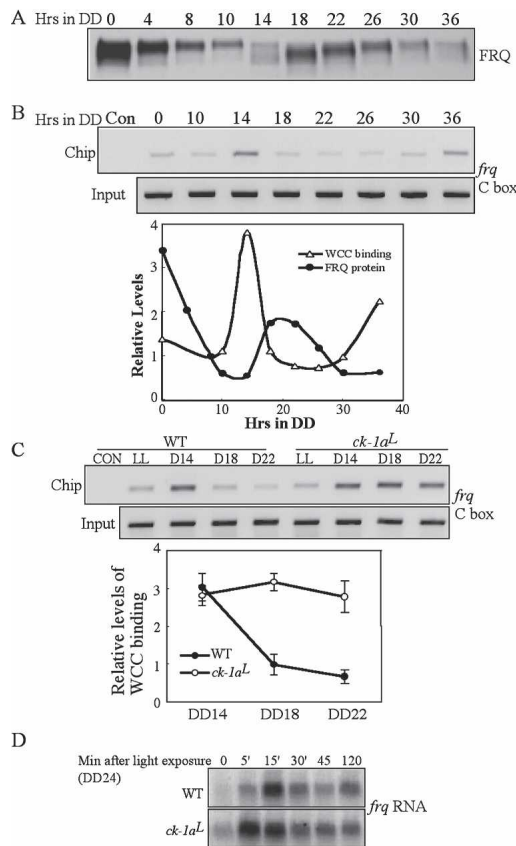 A
Hrs in DD 0 4 8 10 14 18 22 26 30 36
FRQ
B
Hrs in DD Con 0 10 14 18 22 26 30 36
Chip
frq
C box
Input
4
3
2
1
0
Relative Levels
WCC binding
FRQ protein
0 10 20 30 40
Hrs in DD
C
WT ck-1aL
CON LL D14 D18 D22 LL D14 D18 D22
Chip
frq
C box
Input
4
3
2
1
0
Relative levels of
WCC binding
WT
ck-1aL
DD14 DD18 DD22
D
Min after light exposure 0 5' 15' 30' 45 120
(DD24)
WT
frq RNA
ck-1aL